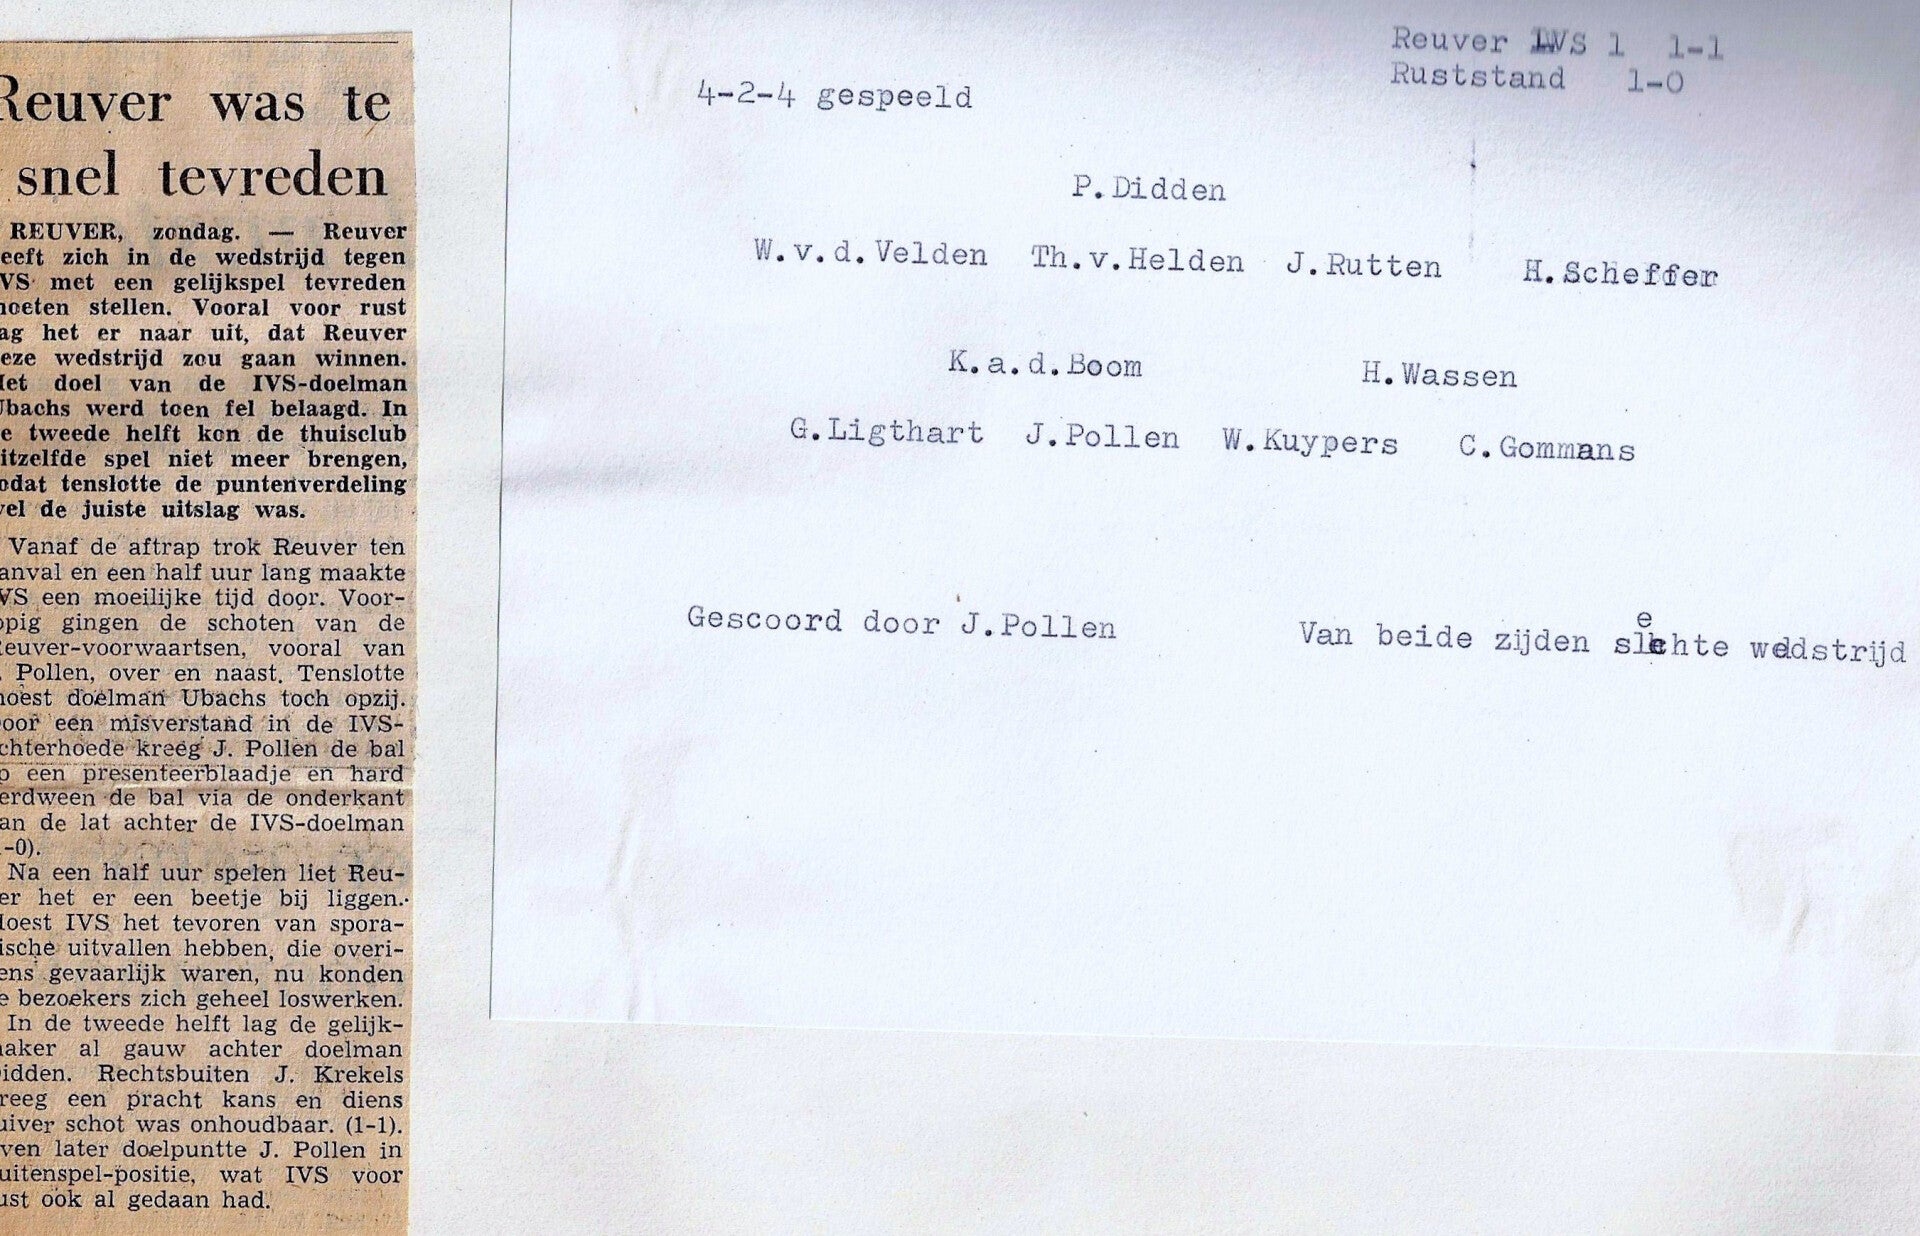 Reuver was te
snel tevreden
REUVER, zondag. — Reuver
eeft zich in de wedstrijd tegen
VS met een gelijkspel tevreden
oeten stellen. Vooral voor rust
ag het er naar uit, dat Reuver
eze wedstrijd zou gaan winnen.
Het doel van de IVS-doelman
Ubachs werd toen fel belaagd. In
e tweede helft kon de thuisclub
itzelfde spel niet meer brengen,
odat tenslotte de puntenverdeling
vel de juiste uitslag was.
Vanaf de aftrap trok Reuver ten
anval en een half uur lang maakte
VS een moeilijke tijd door. Voor-
opig gingen de schoten van de
euver-voorwaartsen, vooral van
. Pollen, over en naast. Tenslotte
noest doelman Ubachs toch opzij.
oor een misverstand in de IVS-
chterhoede kreeg J. Pollen de bal
p een presenteerblaadje en hard
erdween de bal via de onderkant
an de lat achter de IVS-doelman
-0).
Na een half uur spelen liet Reu-
er het er een beetje bij liggen.
oest IVS het tevoren van spora-
ische uitvallen hebben, die overi-
ens gevaarlijk waren, nu konden
e bezoekers zich geheel loswerken.
In de tweede helft lag de gelijk-
aker al gauw achter doelman
idden. Rechtsbuiten J. Krekels
reeg een pracht kans en diens
uiver schot was onhoudbaar. (1-1).
ven later doelpuntte J. Pollen in
uitenspel-positie, wat IVS voor
ust ook al gedaan had.
Reuver IVS 1 1-1
Ruststand 1-0
4-2-4 gespeeld
P.Didden
W.v.d.Velden Th.v.Helden J.Rutten H.Scheffer
K.a.d.Boom H.Wassen
G.Ligthart J.Pollen W.Kuypers C.Gommans
Gescoord door J.Pollen Van beide zijden slechte wedstrijd